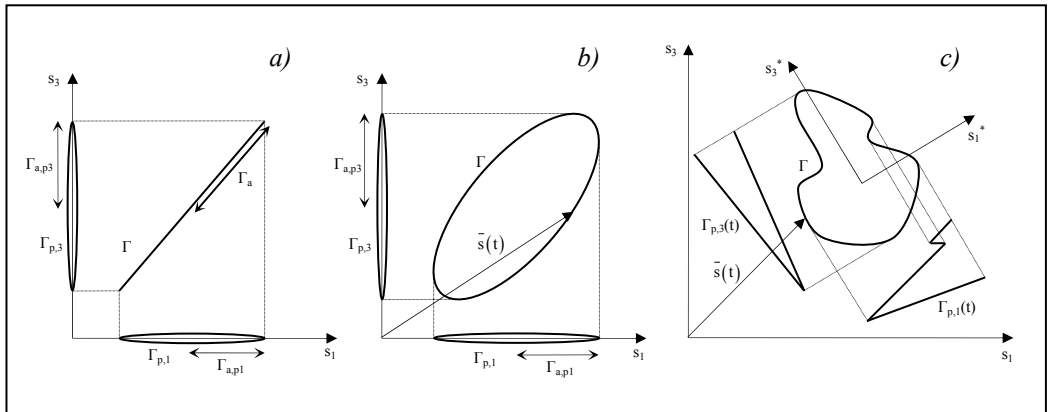 a)
s3
Γa,p3
Γa
Γp,3
Γ
Γp,1
s1
Γa,p1
b)
s3
Γa,p3
Γ
Γp,3
s̄(t)
Γp,1
s1
Γa,p1
c)
s3
s3*
s1*
Γ
Γp,3(t)
s̄(t)
Γp,1(t)
s1